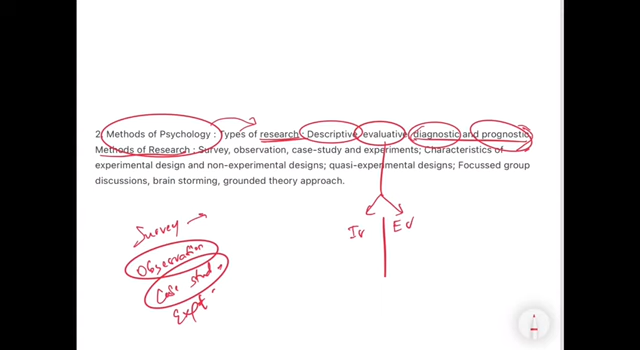 2. Methods of Psychology : Types of research : Descriptive, evaluative, diagnostic and prognostic.
Methods of Research : Survey, observation, case-study and experiments; Characteristics of
experimental design and non-experimental designs; quasi-experimental designs; Focussed group
discussions, brain storming, grounded theory approach.
Iv Ev
Survey
Observation
Case stud
Expt